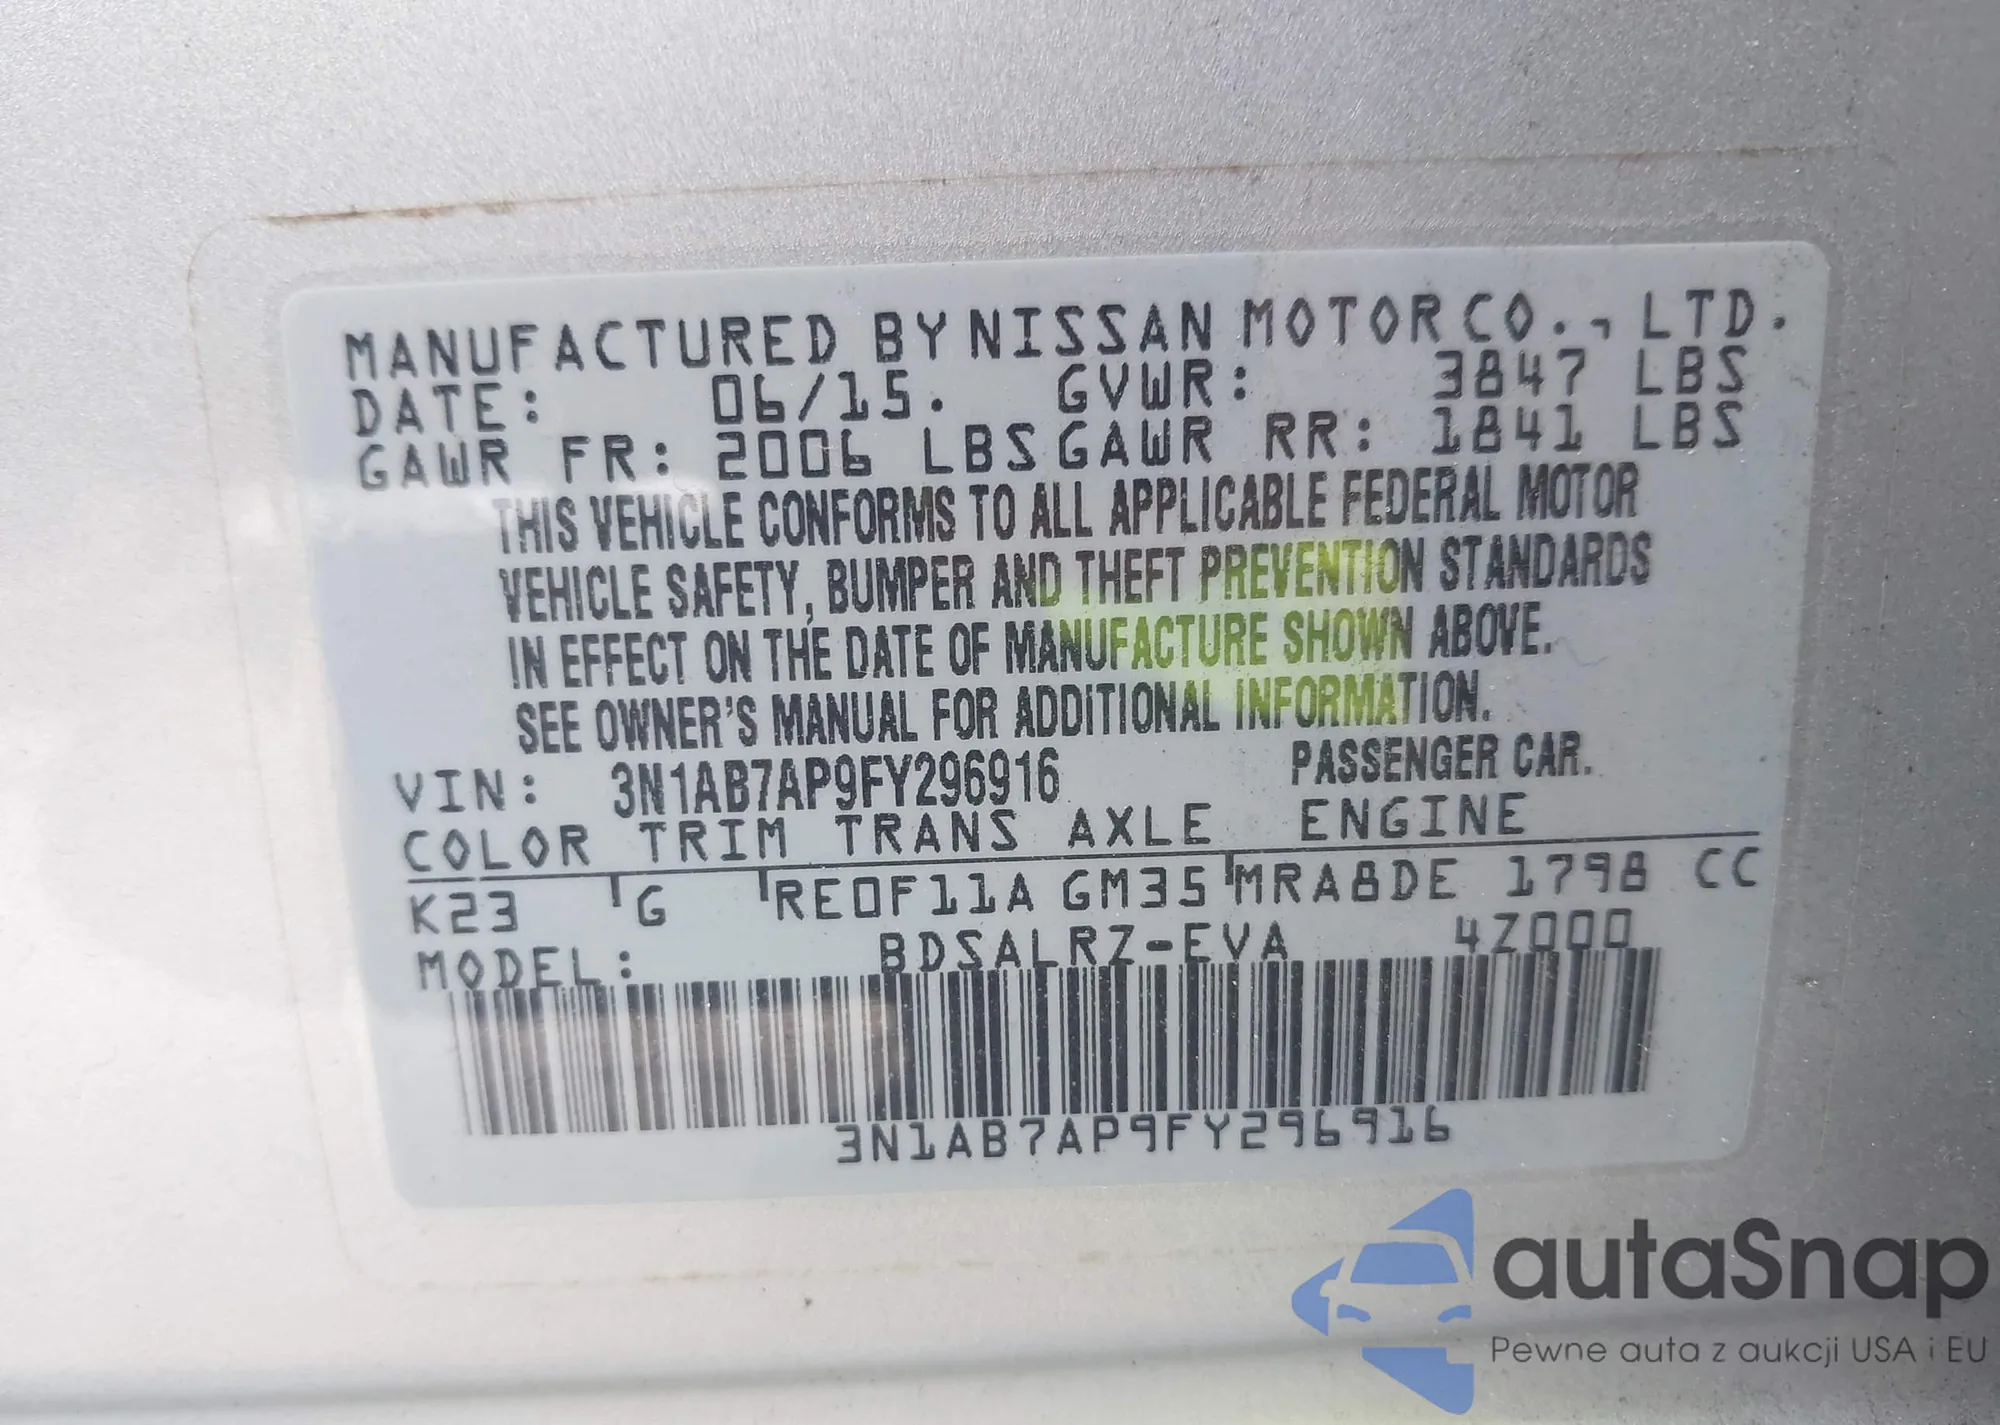 MANUFACTURED BY NISSAN MOTOR CO., LTD.
DATE: 06/15. GVWR: 3847 LBS
GAWR FR: 2006 LBS GAWR RR: 1841 LBS
THIS VEHICLE CONFORMS TO ALL APPLICABLE FEDERAL MOTOR
VEHICLE SAFETY, BUMPER AND THEFT PREVENTION STANDARDS
IN EFFECT ON THE DATE OF MANUFACTURE SHOWN ABOVE.
SEE OWNER'S MANUAL FOR ADDITIONAL INFORMATION.
VIN: 3N1AB7AP9FY296916 PASSENGER CAR.
COLOR TRIM TRANS AXLE ENGINE
K23 G RE0F11A GM35 MRA8DE 1798 CC
MODEL: BDSALRZ-EVA 4Z000
3N1AB7AP9FY296916
autaSnap
Pewne auta z aukcji USA i EU